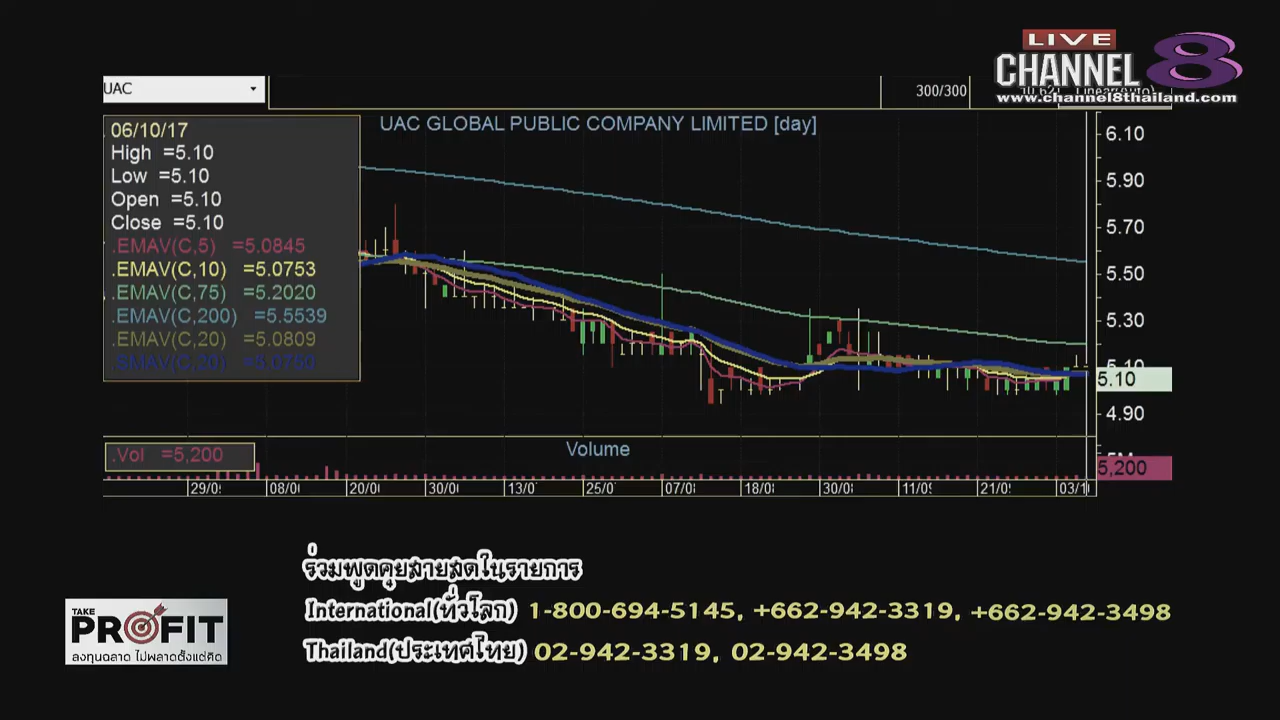 LIVE
CHANNEL 8
www.channel8thailand.com
UAC
300/300
06/10/17
High =5.10
Low =5.10
Open =5.10
Close =5.10
.EMAV(C,5) =5.0845
.EMAV(C,10) =5.0753
.EMAV(C,75) =5.2020
.EMAV(C,200) =5.5539
.EMAV(C,20) =5.0809
.SMAV(C,20) =5.0750
UAC GLOBAL PUBLIC COMPANY LIMITED [day]
6.10
5.90
5.70
5.50
5.30
5.10
5.10
4.90
.Vol =5,200
Volume
5,200
29/0 08/0 20/0 30/0 13/0 25/0 07/0 18/0 30/0 11/0 21/0 03/1
ร่วมพูดคุยสายสดในรายการ
International(ทั่วโลก) 1-800-694-5145, +662-942-3319, +662-942-3498
Thailand(ประเทศไทย) 02-942-3319, 02-942-3498
TAKE
PROFIT
ลงทุนฉลาด ไม่พลาดตั้งแต่คิด